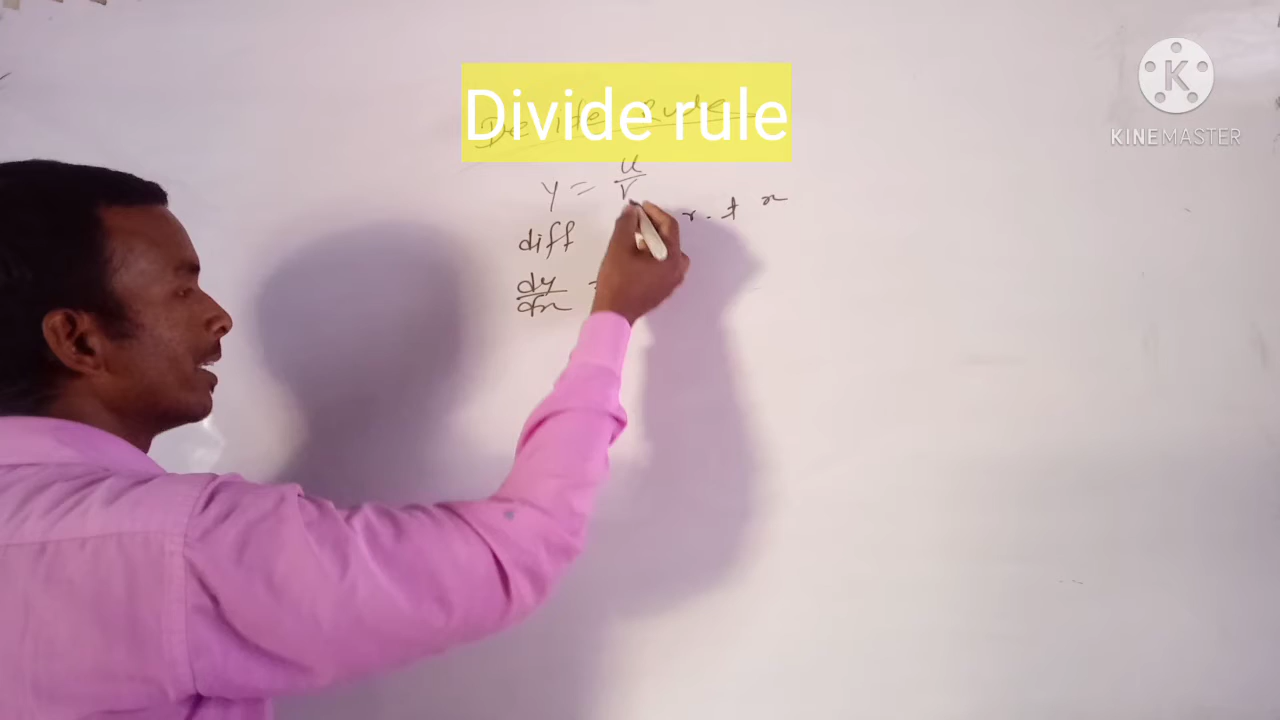 Divide rule
KINEMASTER
y = u/v
diff r. t x
dy/dx =